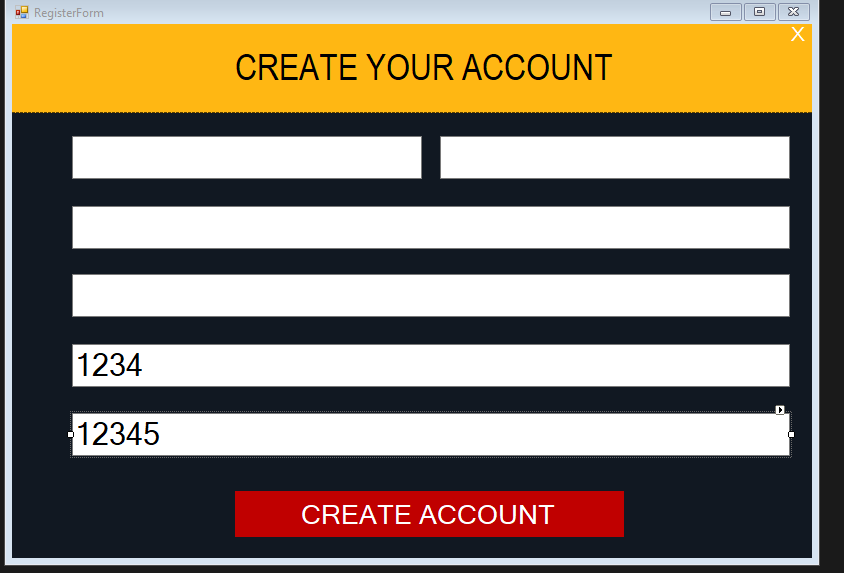 RegisterForm
X
CREATE YOUR ACCOUNT
1234
12345
CREATE ACCOUNT